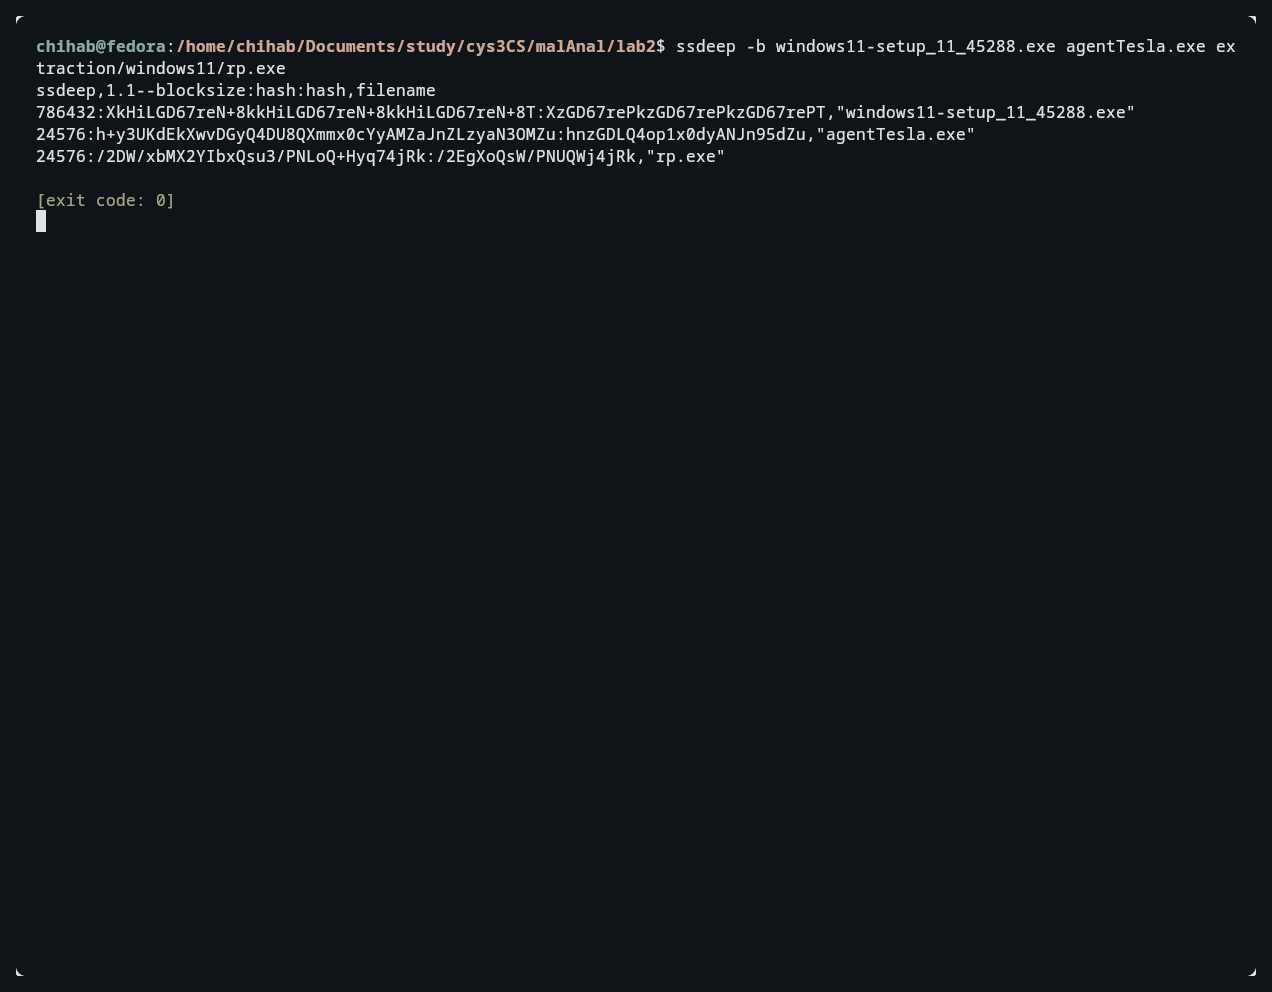 chihab@fedora:/home/chihab/Documents/study/cys3CS/malAnal/lab2$ ssdeep -b windows11-setup_11_45288.exe agentTesla.exe ex
traction/windows11/rp.exe
ssdeep,1.1--blocksize:hash:hash,filename
786432:XkHiLGD67reN+8kkHiLGD67reN+8kkHiLGD67reN+8T:XzGD67rePkzGD67rePkzGD67rePT,"windows11-setup_11_45288.exe"
24576:h+y3UKdEkXwvDGyQ4DU8QXmmx0cYyAMZaJnZLzyaN3OMZu:hnzGDLQ4op1x0dyANJn95dZu,"agentTesla.exe"
24576:/2DW/xbMX2YIbxQsu3/PNLoQ+Hyq74jRk:/2EgXoQsW/PNUQWj4jRk,"rp.exe"
[exit code: 0]